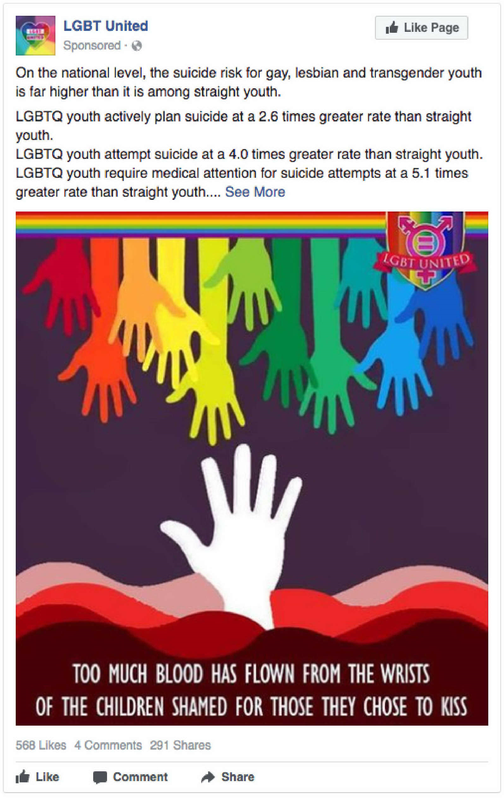 LGBT United
Sponsored ·
Like Page
On the national level, the suicide risk for gay, lesbian and transgender youth
is far higher than it is among straight youth.
LGBTQ youth actively plan suicide at a 2.6 times greater rate than straight
youth.
LGBTQ youth attempt suicide at a 4.0 times greater rate than straight youth.
LGBTQ youth require medical attention for suicide attempts at a 5.1 times
greater rate than straight youth.... See More
LGBT UNITED
TOO MUCH BLOOD HAS FLOWN FROM THE WRISTS
OF THE CHILDREN SHAMED FOR THOSE THEY CHOSE TO KISS
568 Likes 4 Comments 291 Shares
Like Comment Share